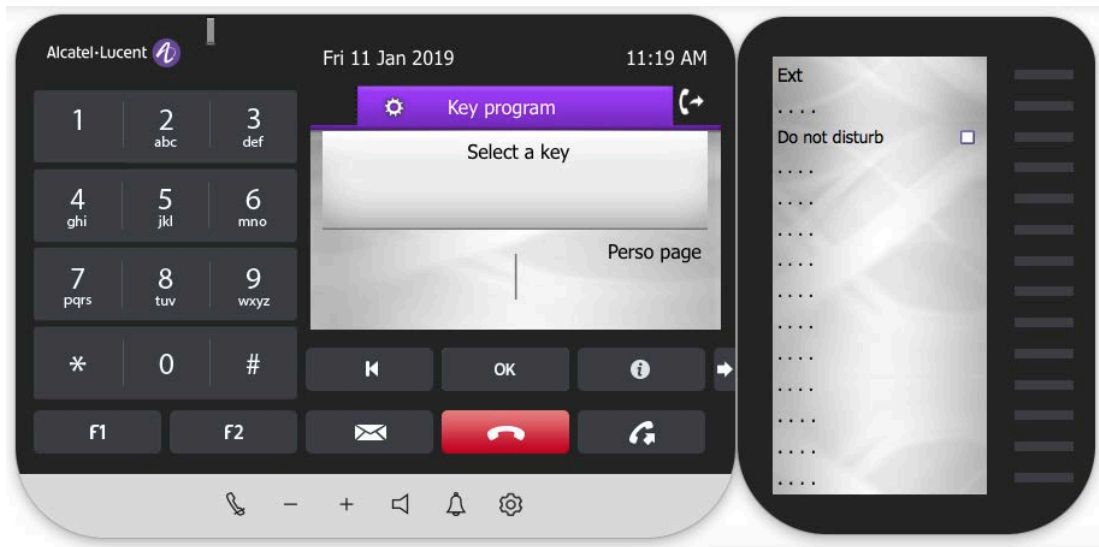 Alcatel·Lucent
Fri 11 Jan 2019 11:19 AM
Key program
Select a key
Perso page
1 2 abc 3 def
4 ghi 5 jkl 6 mno
7 pqrs 8 tuv 9 wxyz
* 0 #
OK
F1 F2
- +
Ext
. . . .
Do not disturb
. . . .
. . . .
. . . .
. . . .
. . . .
. . . .
. . . .
. . . .
. . . .
. . . .
. . . .